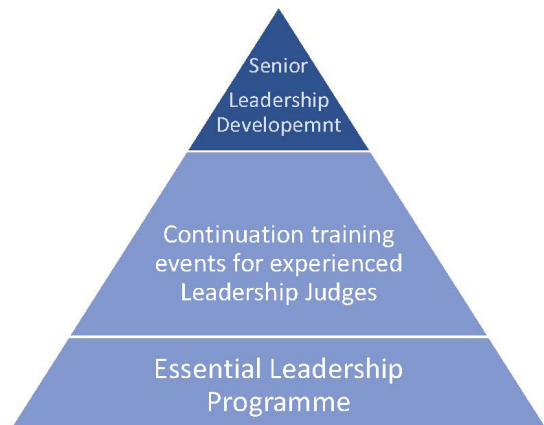 Senior
Leadership
Developemnt
Continuation training
events for experienced
Leadership Judges
Essential Leadership
Programme